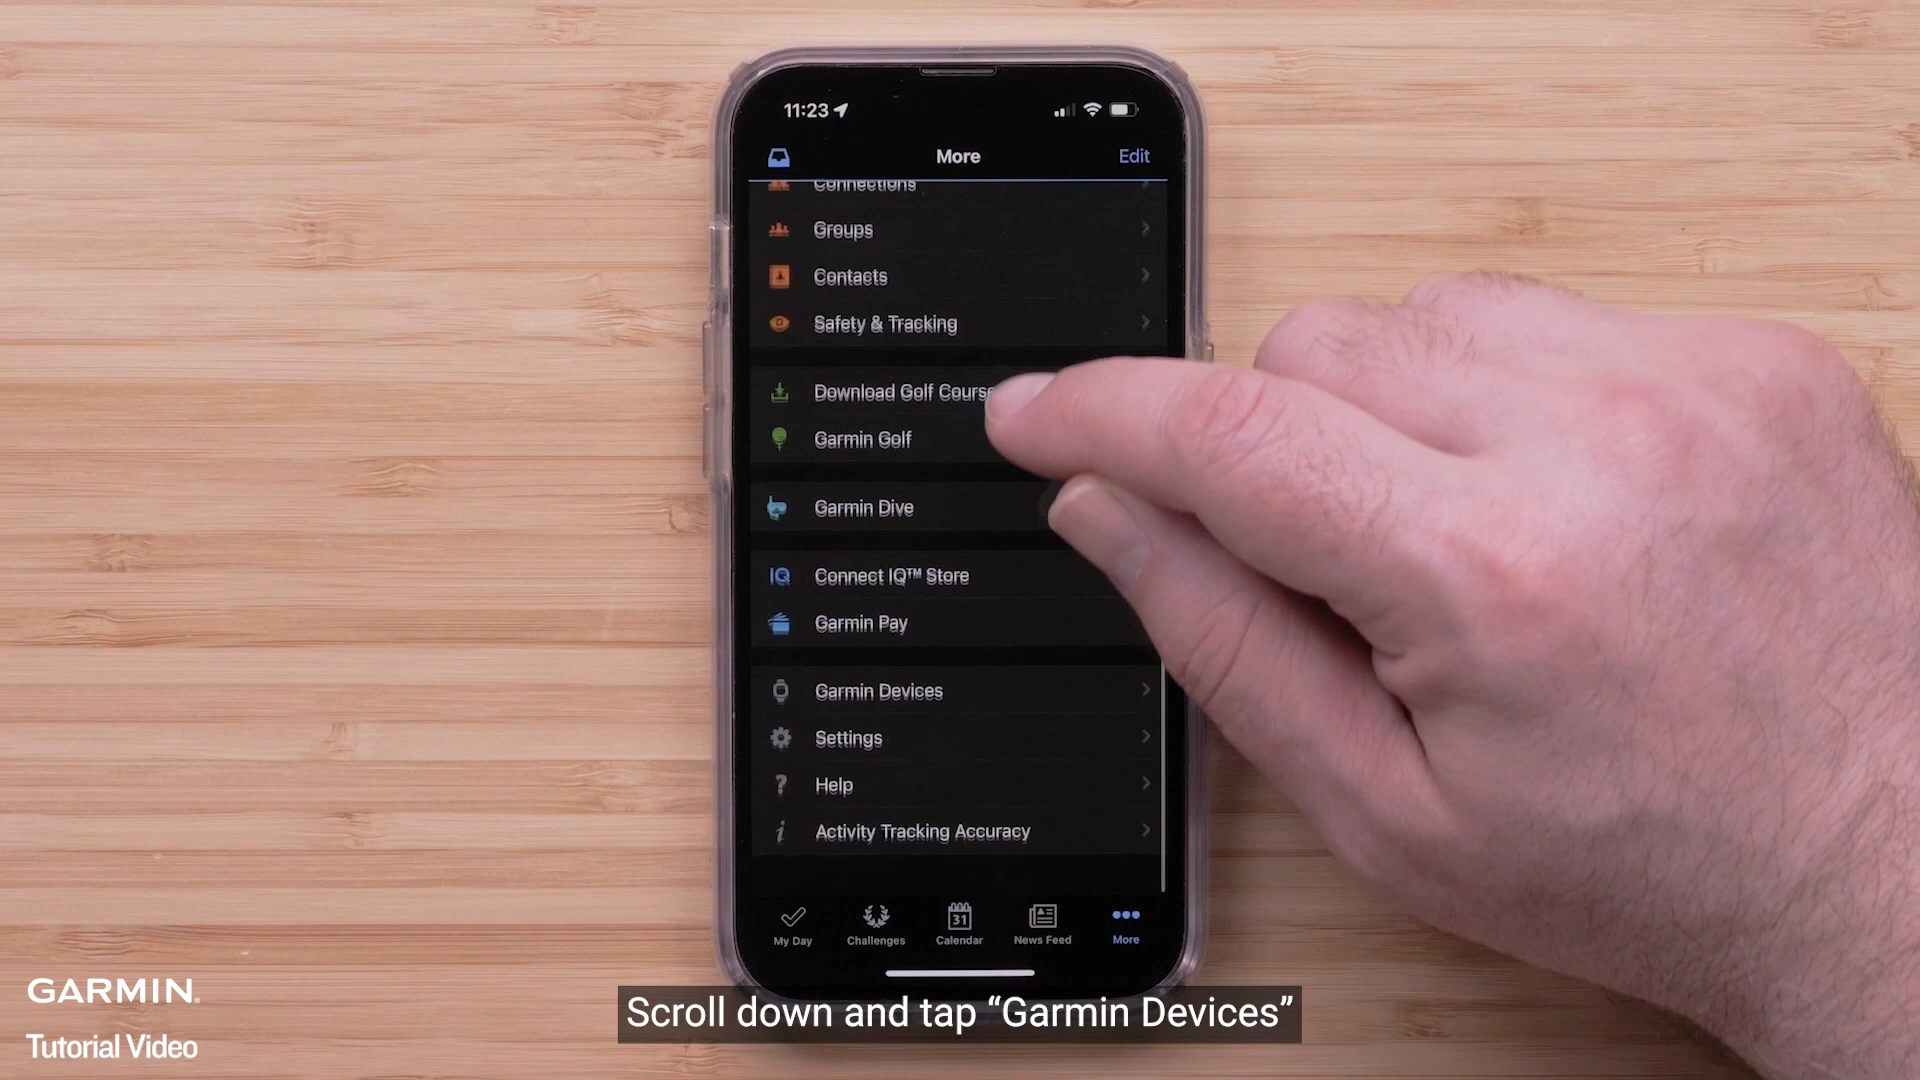 11:23
More
Edit
Connections
Groups
Contacts
Safety & Tracking
Download Golf Course
Garmin Golf
Garmin Dive
IQ
Connect IQ™ Store
Garmin Pay
Garmin Devices
Settings
Help
Activity Tracking Accuracy
31
My Day
Challenges
Calendar
News Feed
More
GARMIN
Tutorial Video
Scroll down and tap “Garmin Devices”